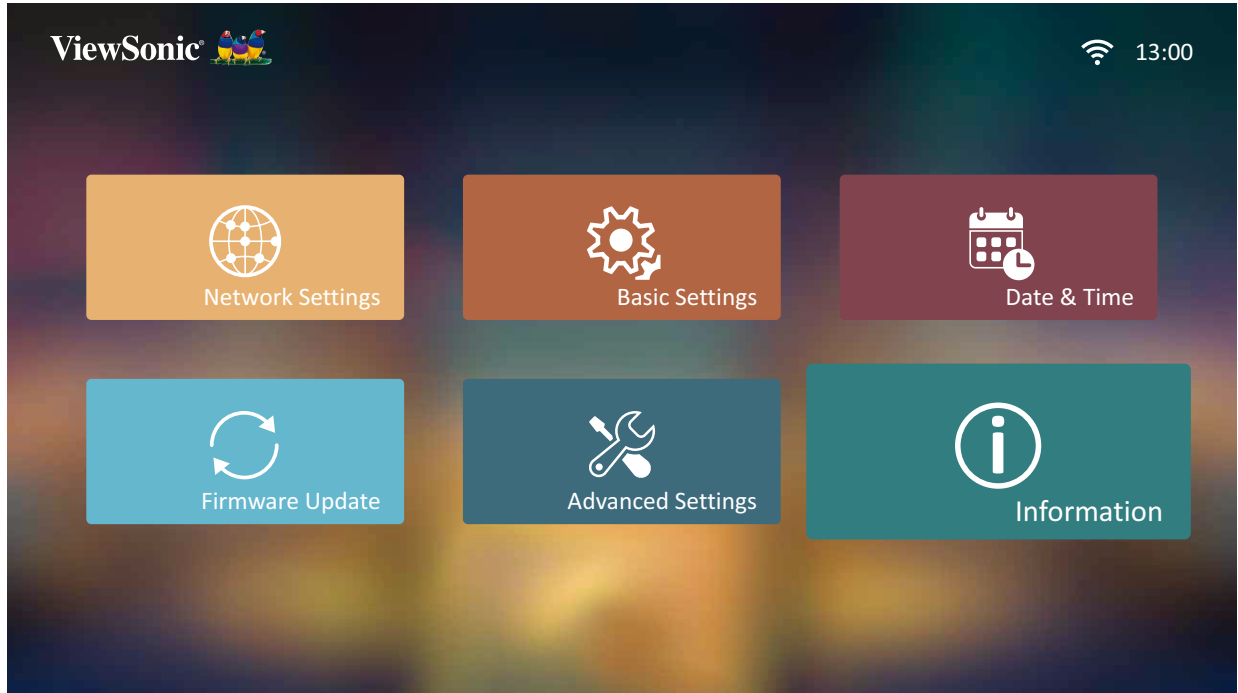 ViewSonic®
13:00
Network Settings
Basic Settings
Date & Time
Firmware Update
Advanced Settings
Information